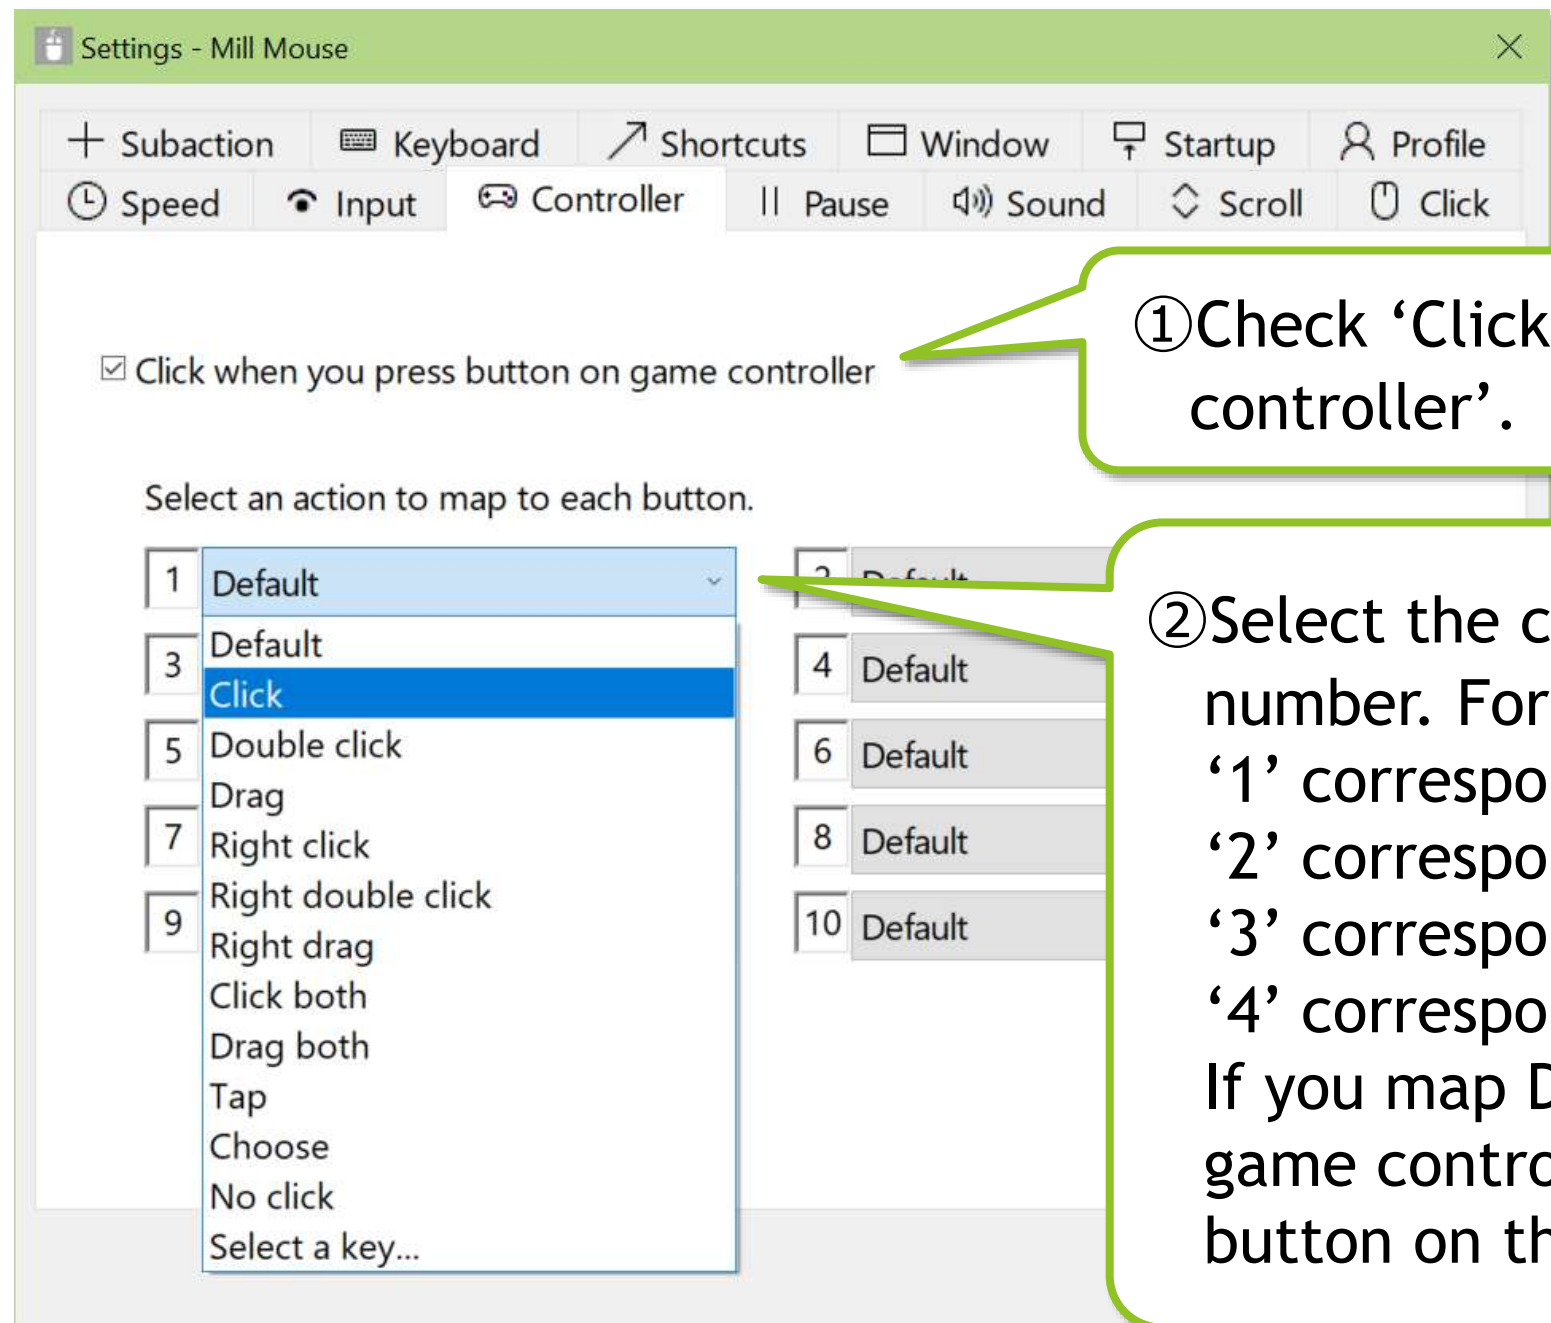 Settings - Mill Mouse
Subaction Keyboard Shortcuts Window Startup Profile
Speed Input Controller Pause Sound Scroll Click
①Check ‘Click
controller’.
Click when you press button on game controller
Select an action to map to each button.
1 Default
2 Default
3
4 Default
5
6 Default
7
8 Default
9
10 Default
Default
Click
Double click
Drag
Right click
Right double click
Right drag
Click both
Drag both
Tap
Choose
No click
Select a key...
②Select the c
number. For
‘1’ correspo
‘2’ correspo
‘3’ correspo
‘4’ correspo
If you map D
game contro
button on th